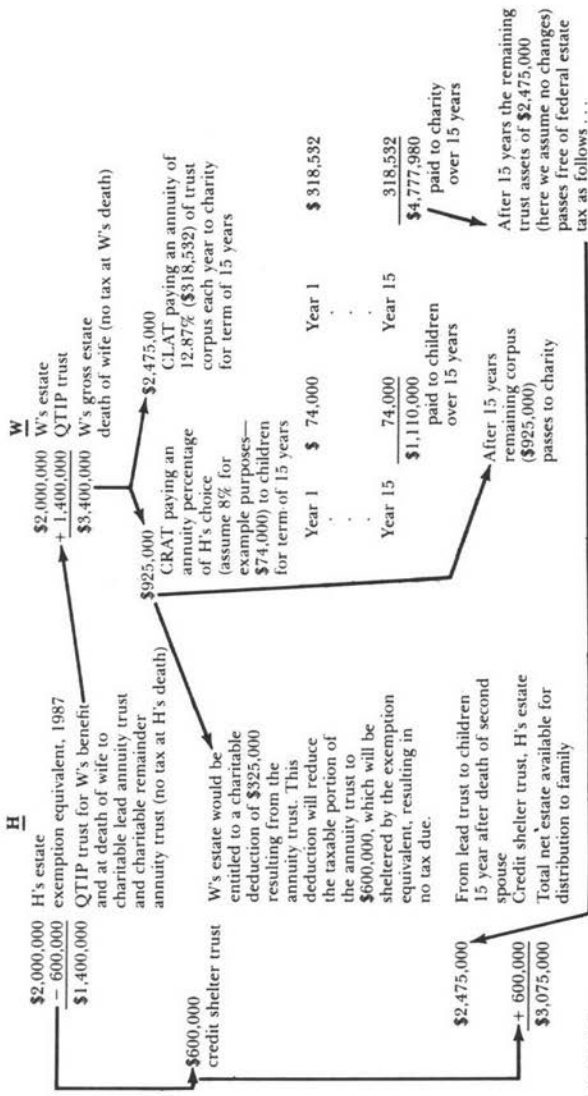 H
$2,000,000 H's estate
− 600,000 exemption equivalent, 1987
$1,400,000 QTIP trust for W's benefit
and at death of wife to
charitable lead annuity trust
and charitable remainder
annuity trust (no tax at H's death)
W
$2,000,000 W's estate
+ 1,400,000 QTIP trust
$3,400,000 W's gross estate
death of wife (no tax at W's death)
$600,000
credit shelter trust
$925,000
CRAT paying an
annuity percentage
of H's choice
(assume 8% for
example purposes—
$74,000) to children
for term of 15 years
$2,475,000
CLAT paying an annuity of
12.87% ($318,532) of trust
corpus each year to charity
for term of 15 years
W's estate would be
entitled to a charitable
deduction of $325,000
resulting from the
annuity trust. This
deduction will reduce
the taxable portion of
the annuity trust to
$600,000, which will be
sheltered by the exemption
equivalent, resulting in
no tax due.
Year 1 $ 74,000
. .
. .
Year 15 74,000
$1,110,000
paid to children
over 15 years
Year 1 $ 318,532
.
.
Year 15 318,532
$4,777,980
paid to charity
over 15 years
After 15 years
remaining corpus
($925,000)
passes to charity
After 15 years the remaining
trust assets of $2,475,000
(here we assume no changes)
passes free of federal estate
tax as follows . . .
$2,475,000 From lead trust to children
15 year after death of second
spouse
+ 600,000 Credit shelter trust, H's estate
$3,075,000 Total net estate available for
distribution to family